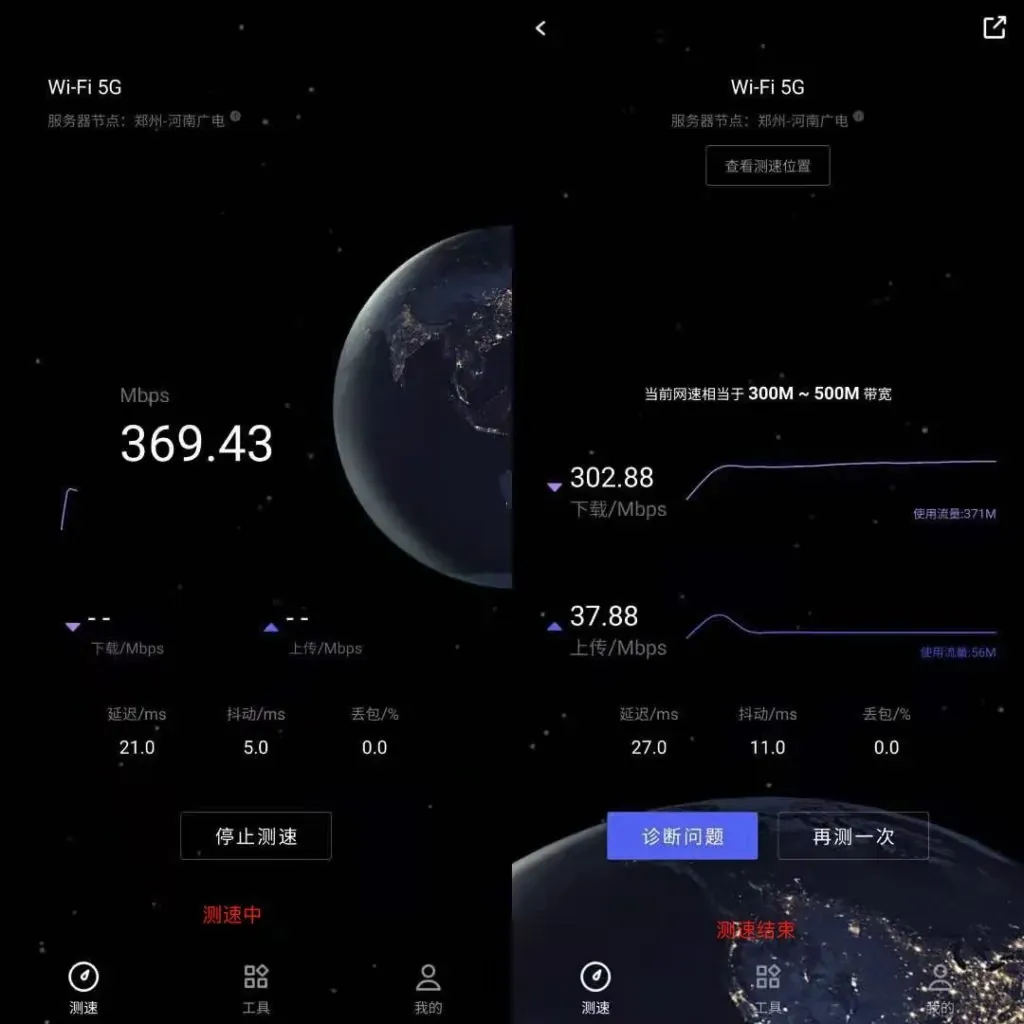 Wi-Fi 5G
服务器节点：郑州-河南广电
Mbps
369.43
--
下载/Mbps
--
上传/Mbps
延迟/ms
抖动/ms
丢包/%
21.0
5.0
0.0
停止测速
测速中
测速
工具
我的
Wi-Fi 5G
服务器节点：郑州-河南广电
查看测速位置
当前网速相当于 300M ~ 500M 带宽
302.88
下载/Mbps
使用流量:371M
37.88
上传/Mbps
使用流量:56M
延迟/ms
抖动/ms
丢包/%
27.0
11.0
0.0
诊断问题
再测一次
测速结束
测速
工具
我的